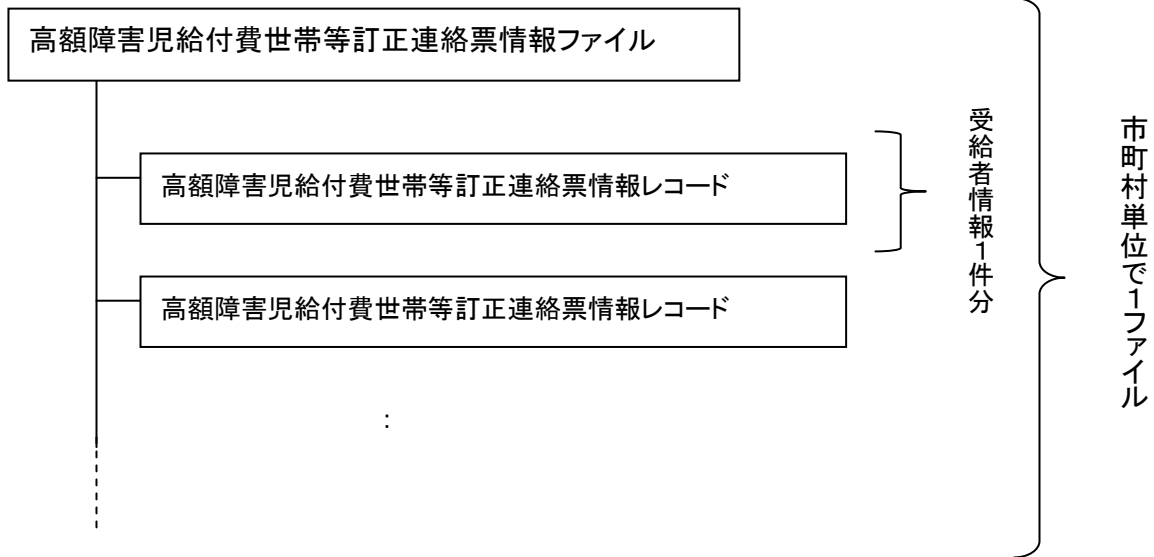 高額障害児給付費世帯等訂正連絡票情報ファイル
高額障害児給付費世帯等訂正連絡票情報レコード
高額障害児給付費世帯等訂正連絡票情報レコード
:
受給者情報1件分
市町村単位で1ファイル